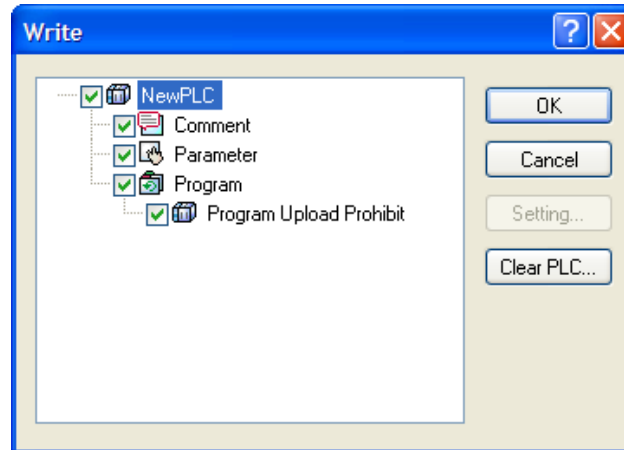 Write
NewPLC
Comment
Parameter
Program
Program Upload Prohibit
OK
Cancel
Setting...
Clear PLC...